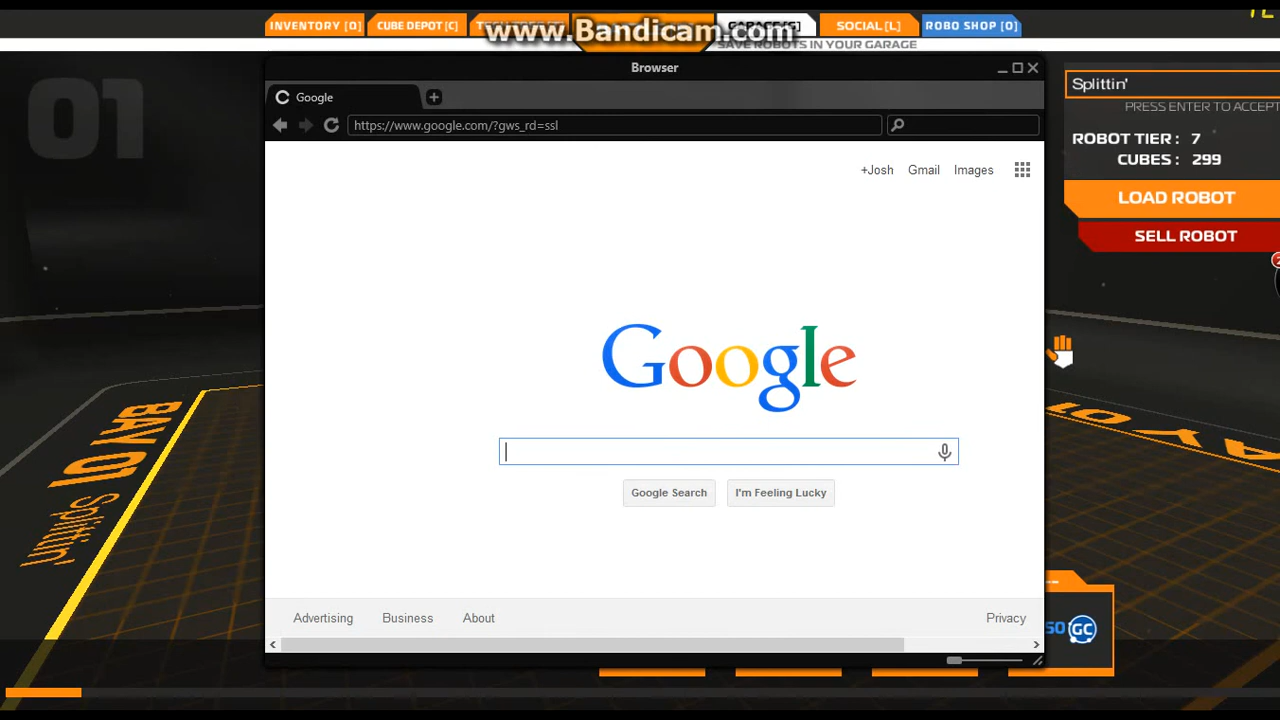 INVENTORY [Q]
CUBE DEPOT [C]
SOCIAL [L]
ROBO SHOP [O]
www.Bandicam.com
SAVE ROBOTS IN YOUR GARAGE
01
Browser
Google
https://www.google.com/?gws_rd=ssl
Splittin'
PRESS ENTER TO ACCEPT
ROBOT TIER : 7
CUBES : 299
LOAD ROBOT
SELL ROBOT
+Josh
Gmail
Images
Google
Google Search
I'm Feeling Lucky
BAY 01
Splittin'
Advertising
Business
About
Privacy
GC